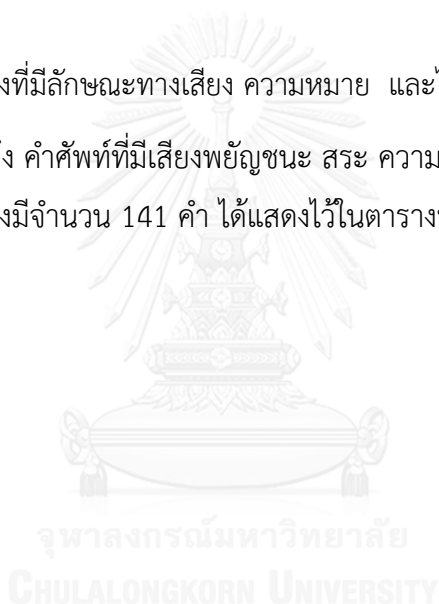 งที่มีลักษณะทางเสียง ความหมาย และ
ง คำศัพท์ที่มีเสียงพยัญชนะ สระ ความ
งมีจำนวน 141 คำ ได้แสดงไว้ในตาราง
จุฬาลงกรณ์มหาวิทยาลัย
CHULALONGKORN UNIVERSITY